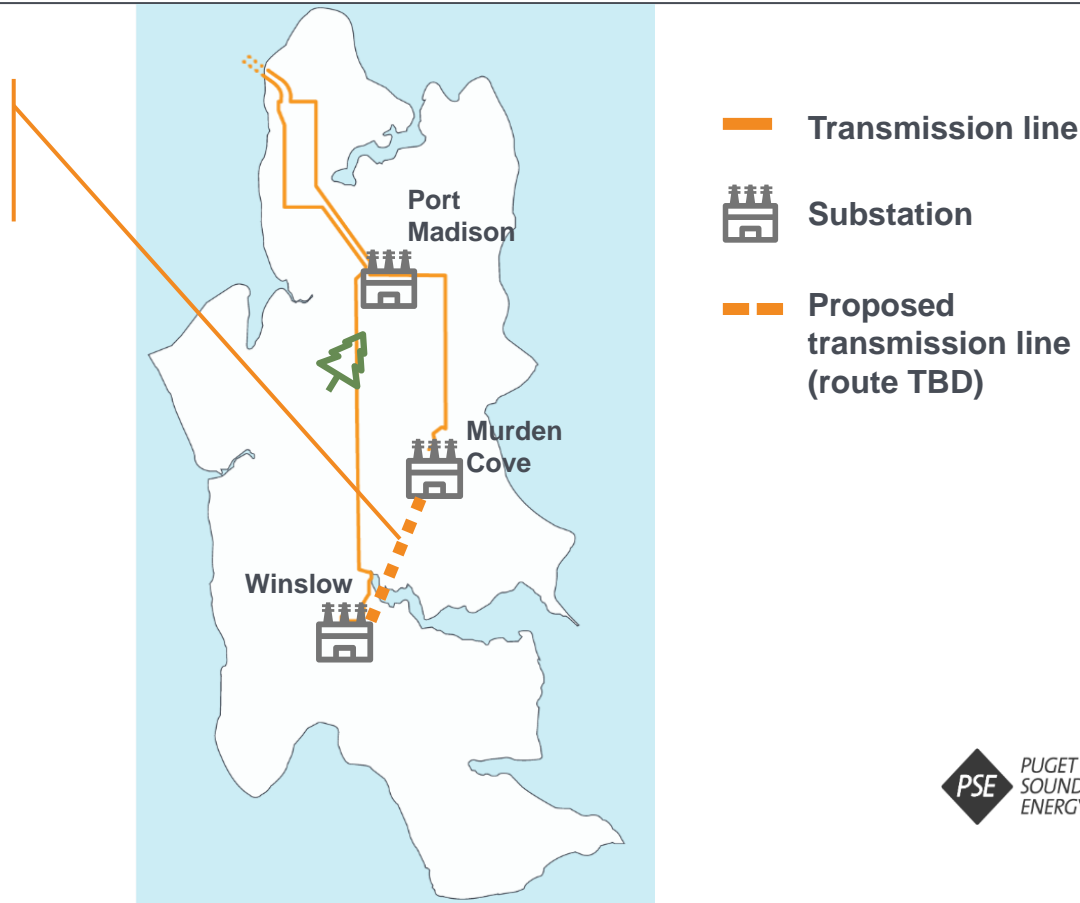 Port
Madison
Murden
Cove
Winslow
Transmission line
Substation
Proposed
transmission line
(route TBD)
PSE
PUGET
SOUND
ENERGY